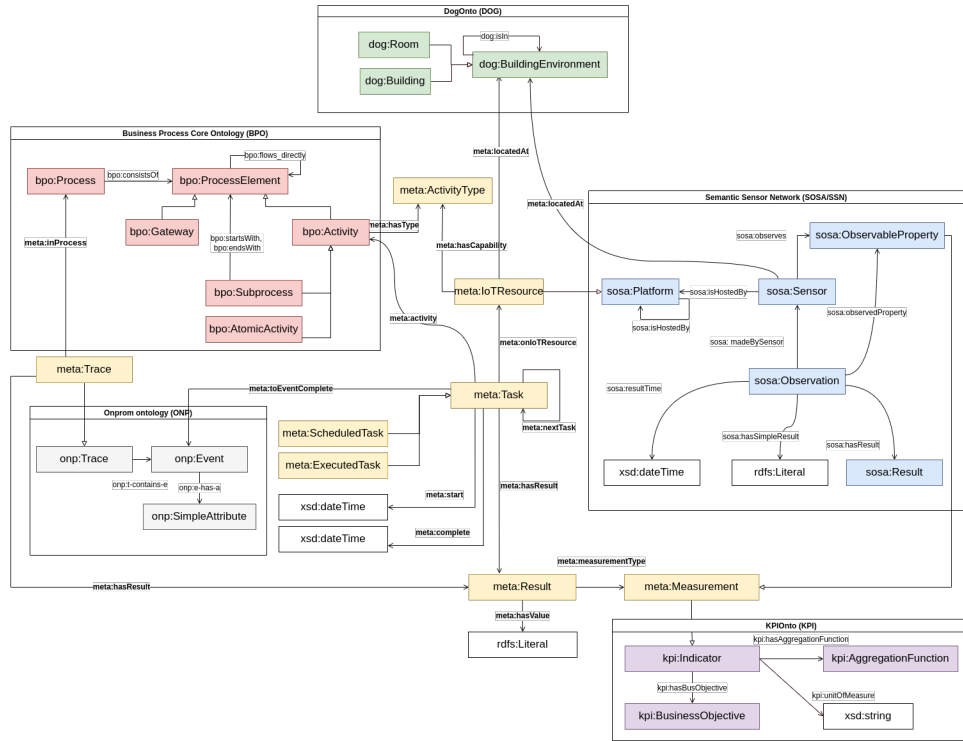 DogOnto (DOG)
dog:isIn
dog:Room
dog:BuildingEnvironment
dog:Building
Business Process Core Ontology (BPO)
bpo:flows_directly
bpo:Process
bpo:consistsOf
bpo:ProcessElement
meta:locatedAt
meta:ActivityType
meta:locatedAt
Semantic Sensor Network (SOSA/SSN)
meta:inProcess
bpo:Gateway
bpo:startsWith,
bpo:endsWith
bpo:Activity
meta:hasType
meta:hasCapability
sosa:observes
sosa:ObservableProperty
bpo:Subprocess
meta:IoTResource
sosa:Platform
sosa:isHostedBy
sosa:Sensor
sosa:isHostedBy
sosa:observedProperty
bpo:AtomicActivity
meta:activity
meta:onIoTResource
sosa: madeBySensor
meta:Trace
meta:toEventComplete
meta:Task
meta:nextTask
sosa:resultTime
sosa:Observation
Onprom ontology (ONP)
meta:ScheduledTask
sosa:hasSimpleResult
sosa:hasResult
onp:Trace
onp:Event
meta:ExecutedTask
xsd:dateTime
rdfs:Literal
sosa:Result
onp:t-contains-e
onp:e-has-a
meta:start
meta:hasResult
onp:SimpleAttribute
xsd:dateTime
meta:complete
xsd:dateTime
meta:measurementType
meta:hasResult
meta:Result
meta:Measurement
meta:hasValue
rdfs:Literal
KPIOnto (KPI)
kpi:hasAggregationFunction
kpi:Indicator
kpi:AggregationFunction
kpi:hasBusObjective
kpi:unitOfMeasure
kpi:BusinessObjective
xsd:string